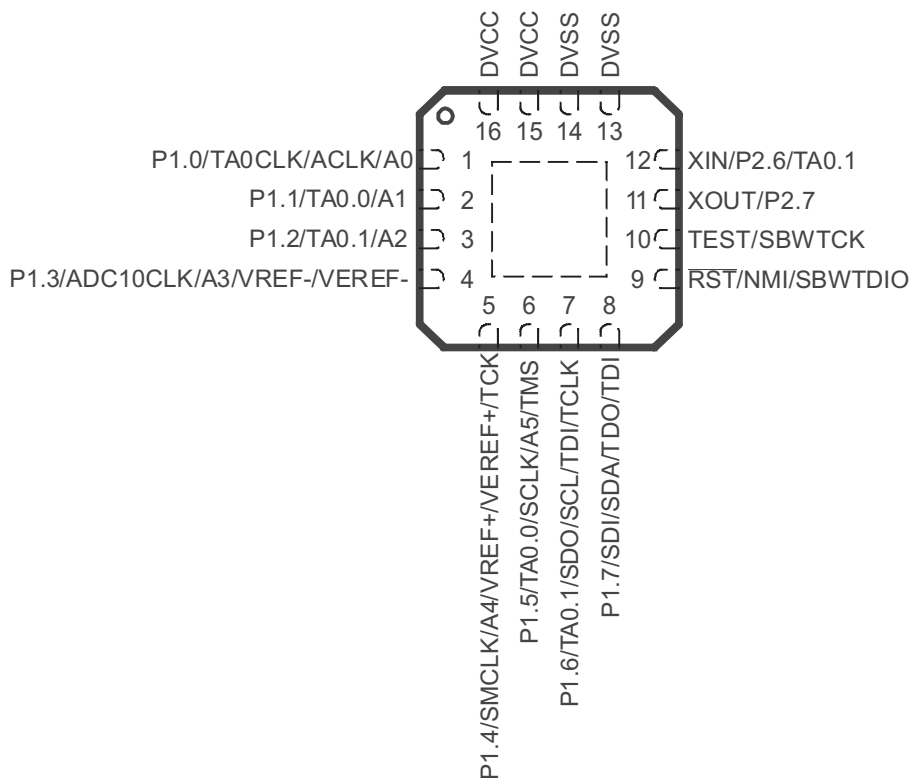 DVCC
DVCC
DVSS
DVSS
16
15
14
13
P1.0/TA0CLK/ACLK/A0
1
12
XIN/P2.6/TA0.1
P1.1/TA0.0/A1
2
11
XOUT/P2.7
P1.2/TA0.1/A2
3
10
TEST/SBWTCK
P1.3/ADC10CLK/A3/VREF-/VEREF-
4
9
RST/NMI/SBWTDIO
5
6
7
8
P1.4/SMCLK/A4/VREF+/VEREF+/TCK
P1.5/TA0.0/SCLK/A5/TMS
P1.6/TA0.1/SDO/SCL/TDI/TCLK
P1.7/SDI/SDA/TDO/TDI